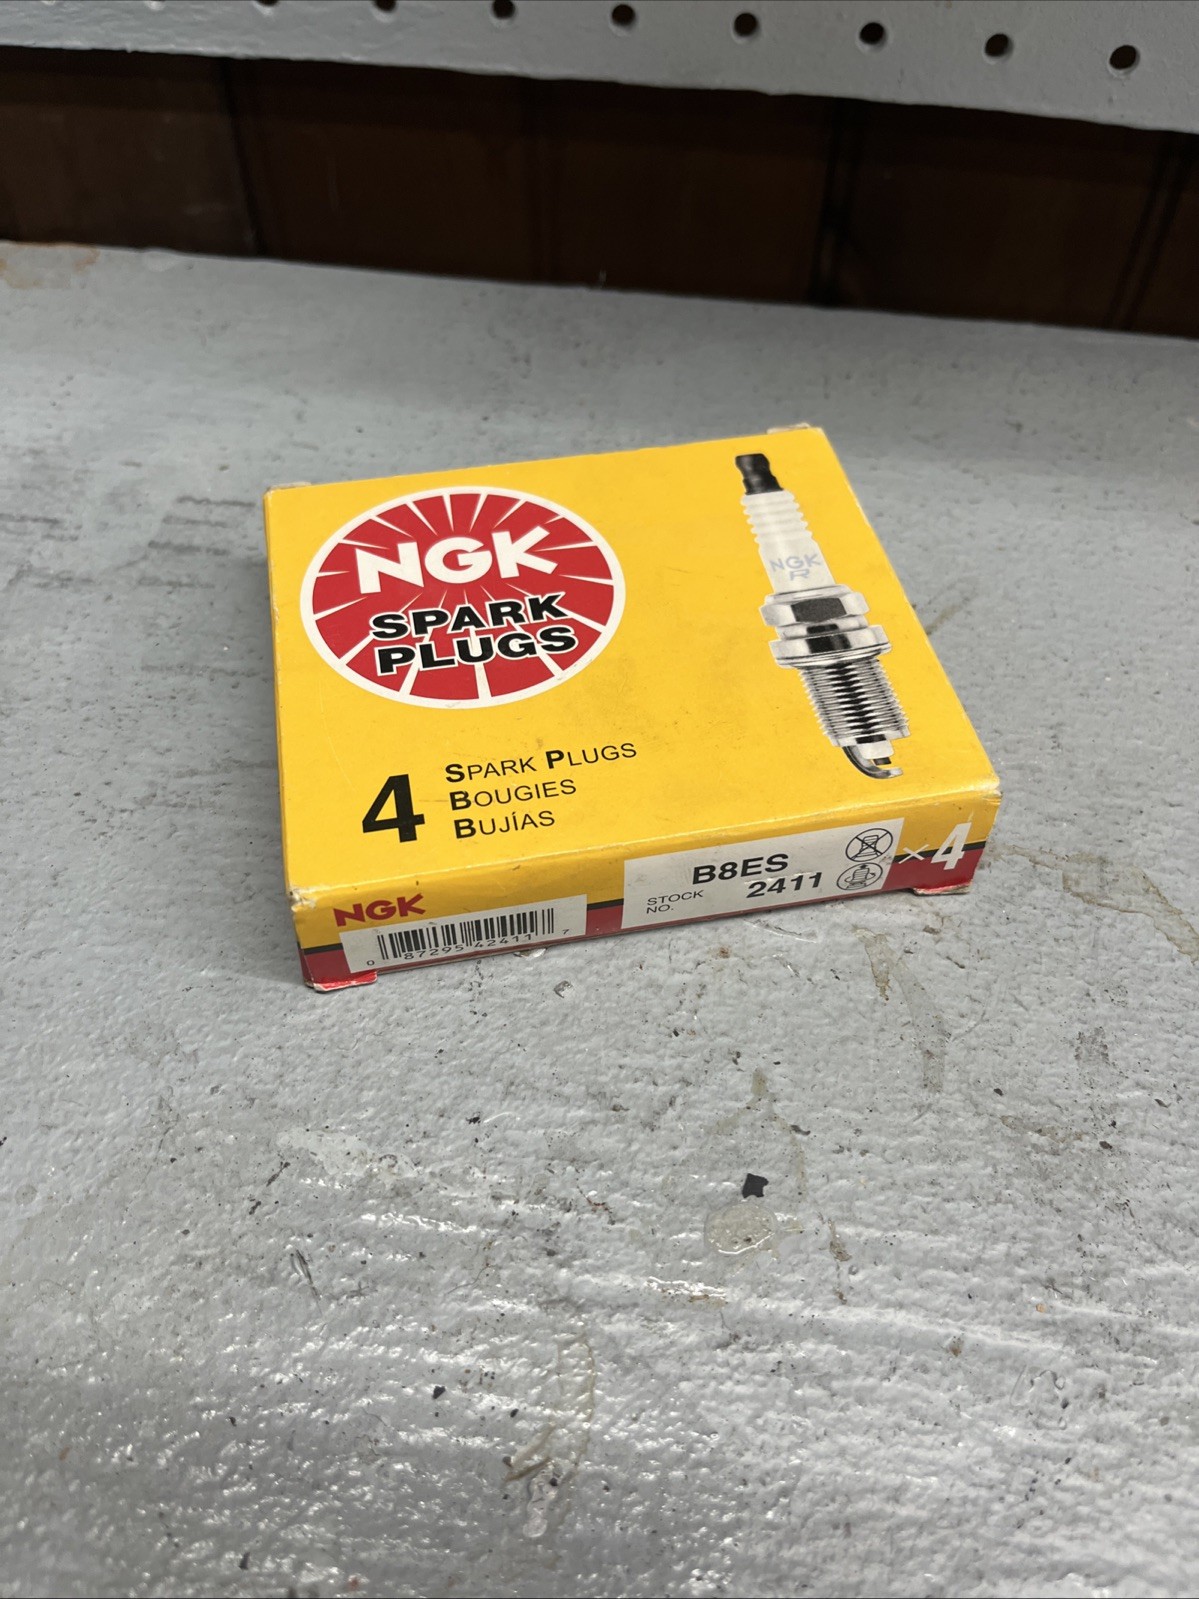 NGK
SPARK
PLUGS
NGK
R
4
SPARK PLUGS
BOUGIES
BUJÍAS
NGK
0 87295 42411 7
B8ES
STOCK NO. 2411
×4